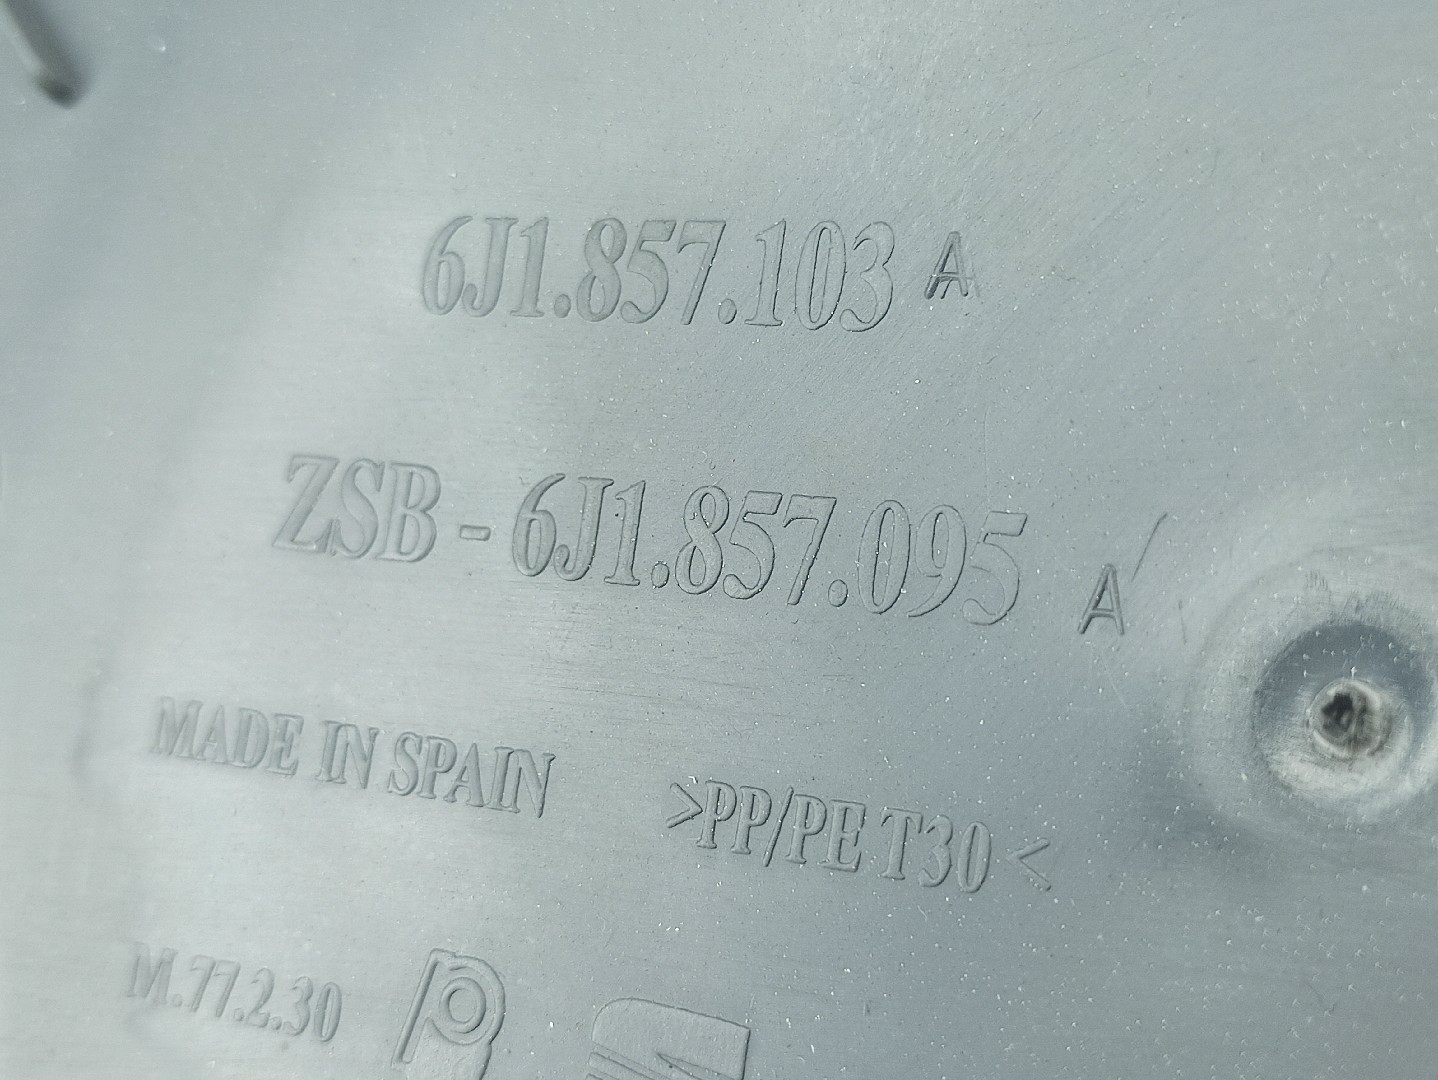 6J1.857.103 A
ZSB - 6J1.857.095 A
MADE IN SPAIN
>PP/PE T30 <
M.77.2.30